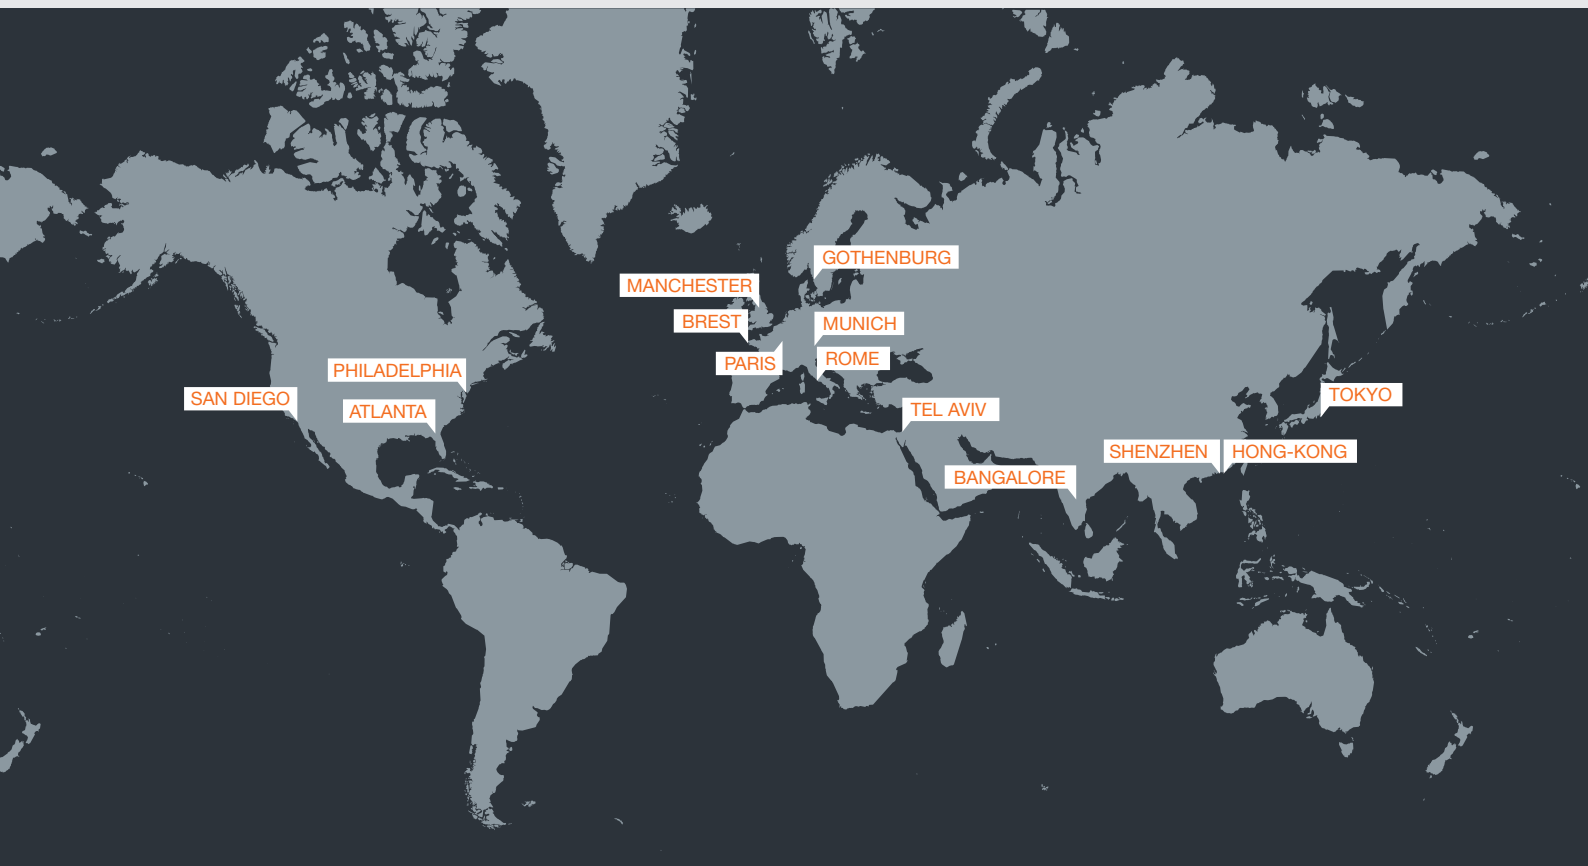 GOTHENBURG
MANCHESTER
BREST
MUNICH
PARIS
ROME
PHILADELPHIA
SAN DIEGO
ATLANTA
TOKYO
TEL AVIV
SHENZHEN
HONG-KONG
BANGALORE